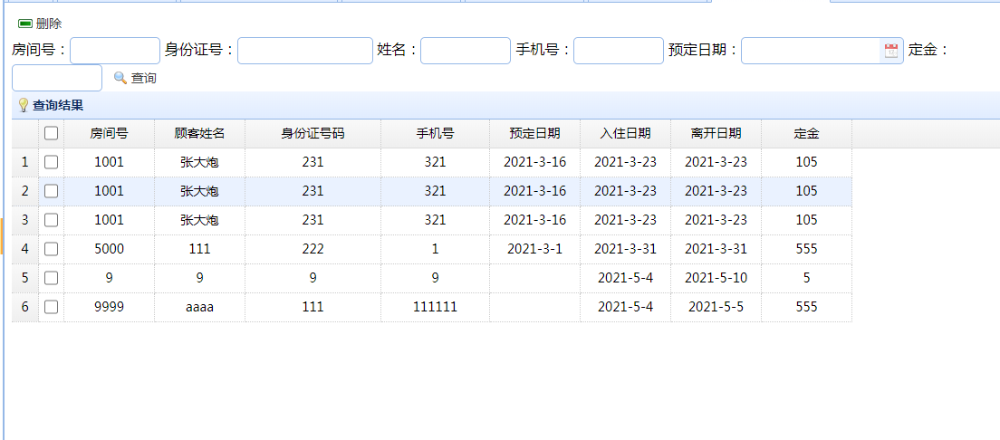 删除
房间号： 身份证号： 姓名： 手机号： 预定日期： 定金：
查询
查询结果
房间号 顾客姓名 身份证号码 手机号 预定日期 入住日期 离开日期 定金
1 1001 张大炮 231 321 2021-3-16 2021-3-23 2021-3-23 105
2 1001 张大炮 231 321 2021-3-16 2021-3-23 2021-3-23 105
3 1001 张大炮 231 321 2021-3-16 2021-3-23 2021-3-23 105
4 5000 111 222 1 2021-3-1 2021-3-31 2021-3-31 555
5 9 9 9 9 2021-5-4 2021-5-10 5
6 9999 aaaa 111 111111 2021-5-4 2021-5-5 555